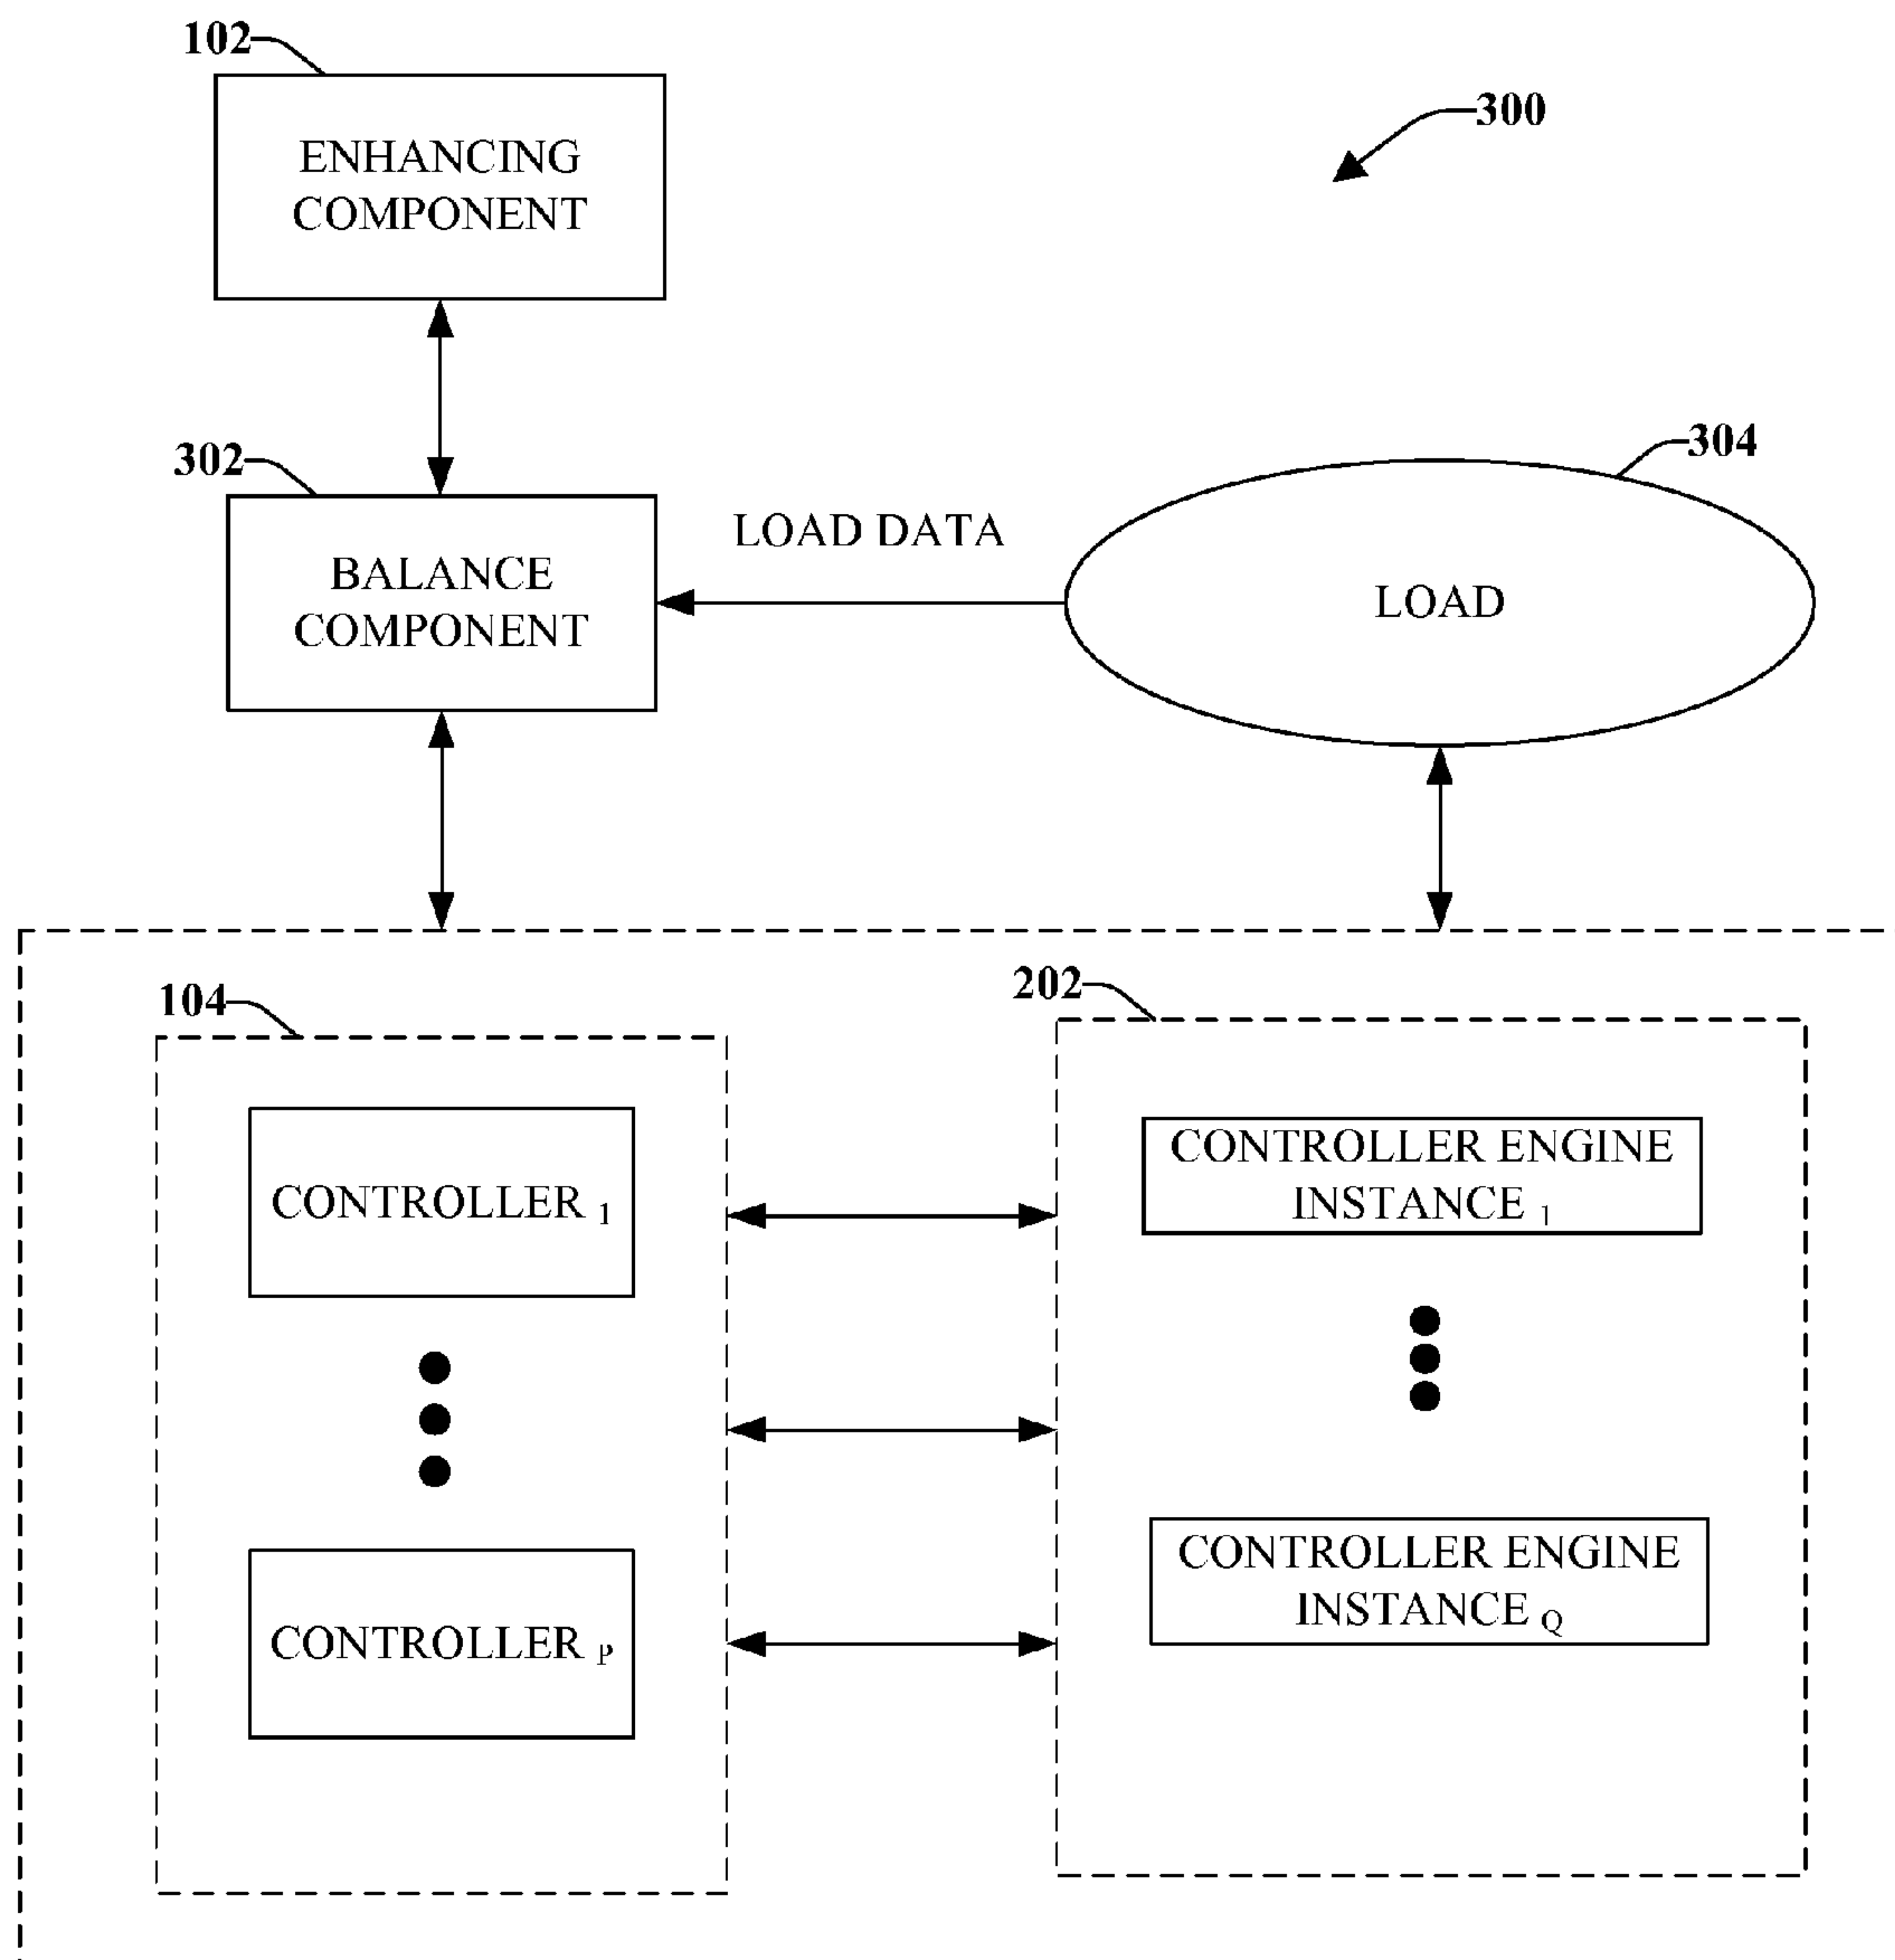 102
ENHANCING
COMPONENT
300
302
BALANCE
COMPONENT
LOAD DATA
304
LOAD
104
CONTROLLER 1
CONTROLLER P
202
CONTROLLER ENGINE
INSTANCE 1
CONTROLLER ENGINE
INSTANCE Q